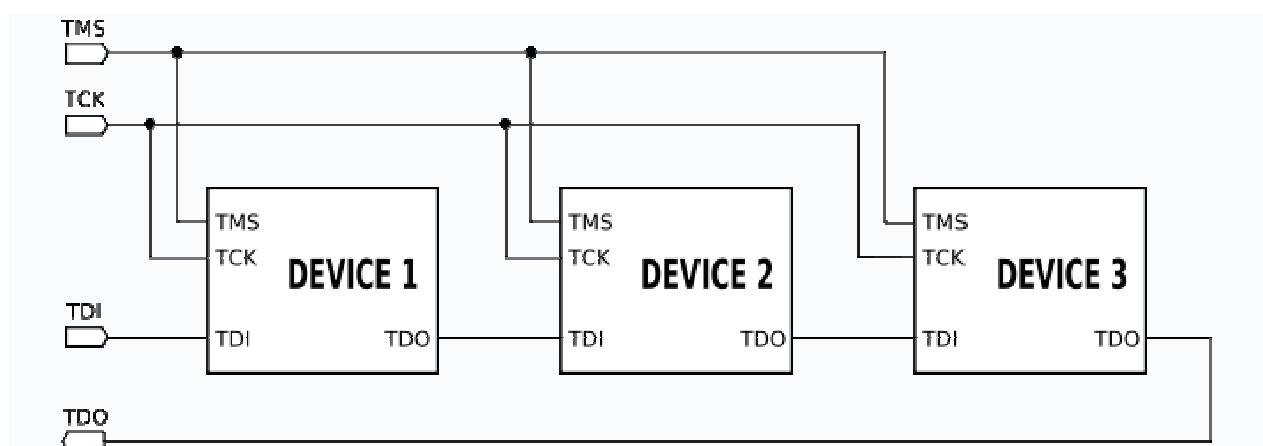 TMS
TCK
TMS
TCK
DEVICE 1
TDI
TDO
TMS
TCK
DEVICE 2
TDI
TDO
TMS
TCK
DEVICE 3
TDI
TDO
TDI
TDO